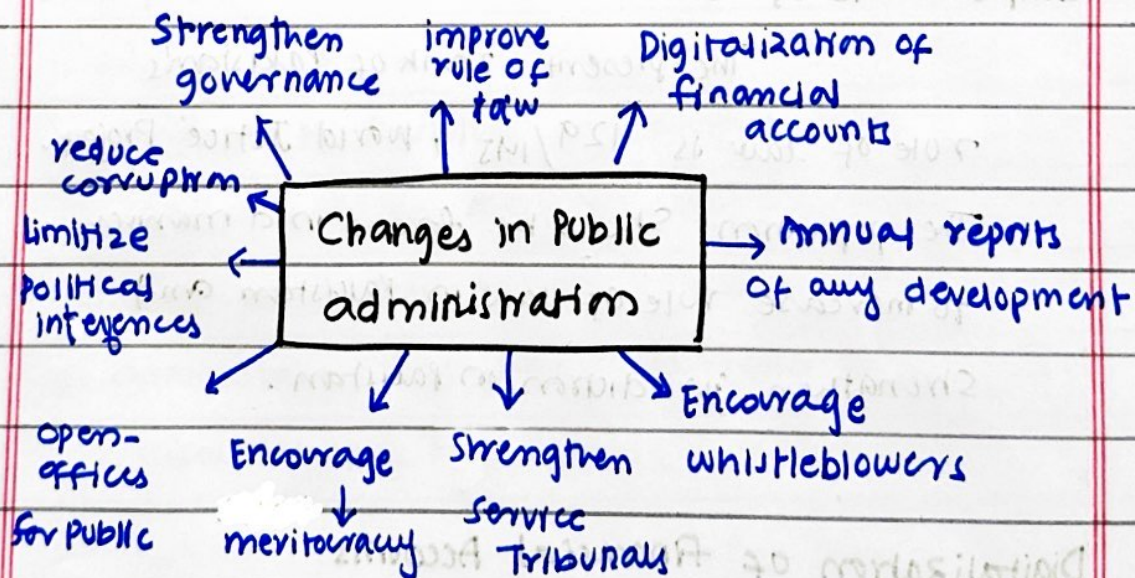 Strengthen
governance
improve
rule of
law
Digitalization of
financial
accounts
reduce
corruption
limitize
political
inteferences
Changes in Public
administration
Annual reports
of any development
open-
offices
for public
Encourage
meritocracy
Strengthen
Service
Tribunals
Encourage
whistleblowers